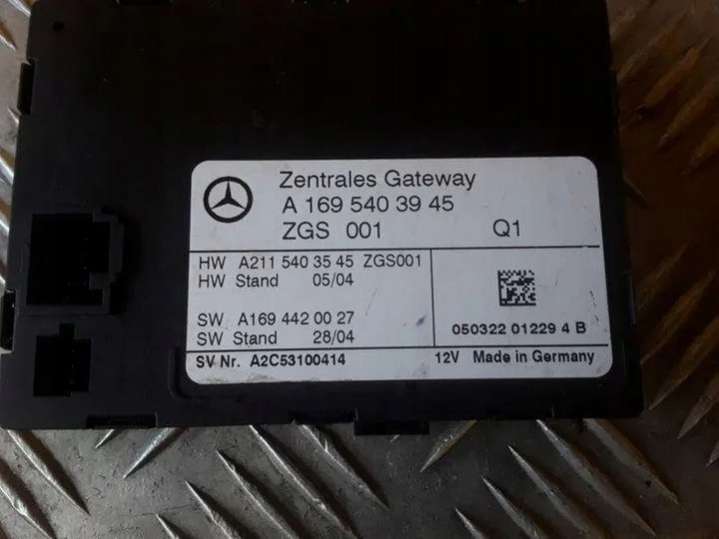 Zentrales Gateway
A 169 540 39 45
ZGS 001 Q1
HW A211 540 35 45 ZGS001
HW Stand 05/04
SW A169 442 00 27
SW Stand 28/04
050322 01229 4 B
SV Nr. A2C53100414 12V Made in Germany